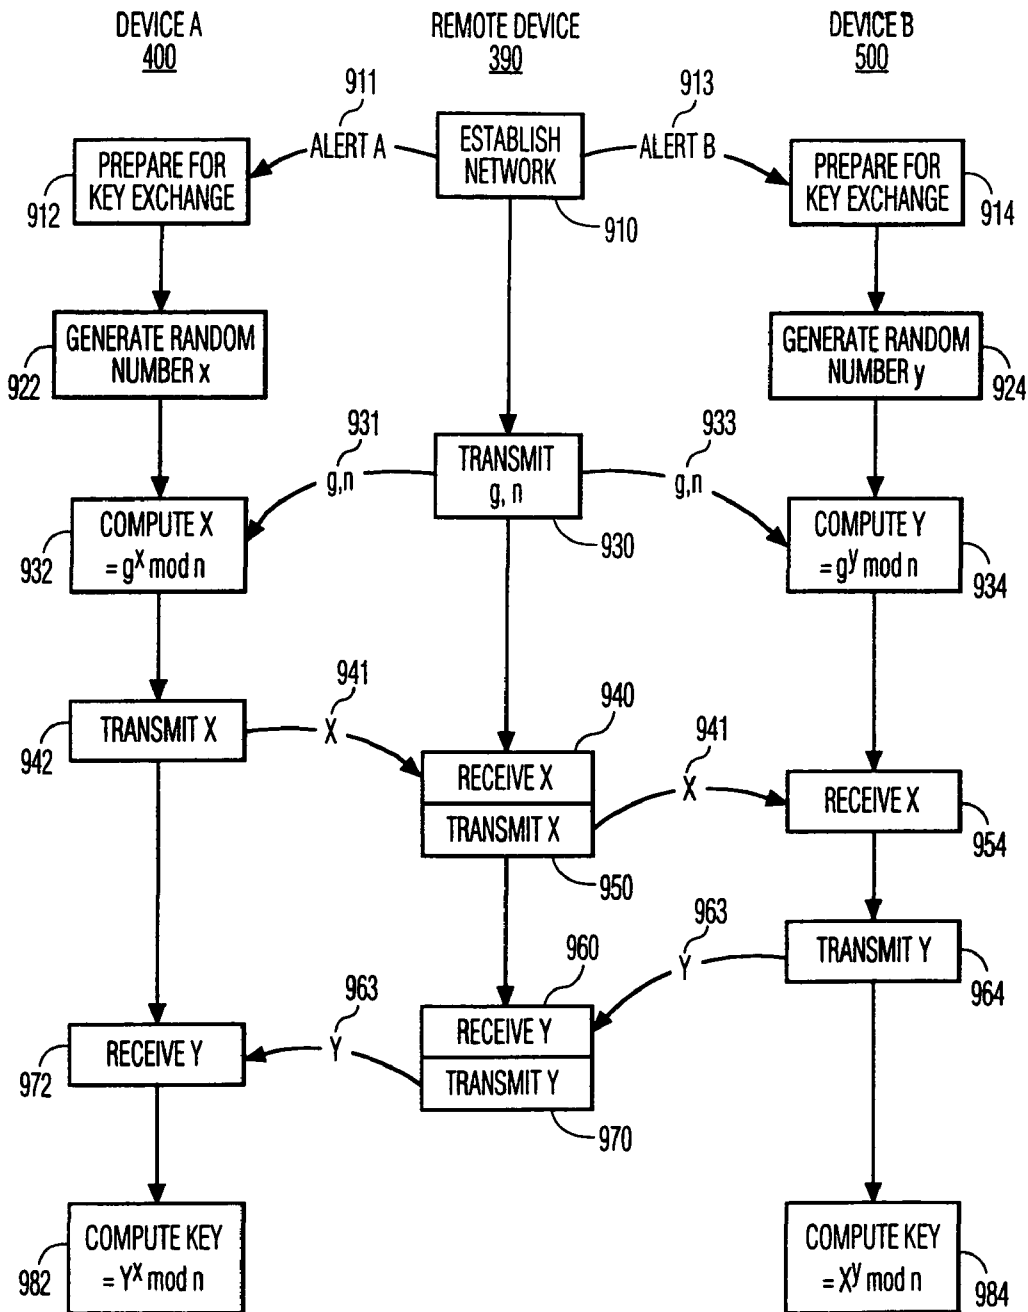 DEVICE A
400
REMOTE DEVICE
390
DEVICE B
500
911
913
ALERT A
ESTABLISH
NETWORK
ALERT B
PREPARE FOR
KEY EXCHANGE
PREPARE FOR
KEY EXCHANGE
912
910
914
GENERATE RANDOM
NUMBER x
GENERATE RANDOM
NUMBER y
922
924
931
933
g,n
TRANSMIT
g, n
g,n
COMPUTE X
= g^x mod n
COMPUTE Y
= g^y mod n
932
930
934
941
940
941
TRANSMIT X
X
942
RECEIVE X
X
RECEIVE X
TRANSMIT X
950
954
963
960
Y
TRANSMIT Y
964
963
RECEIVE Y
Y
RECEIVE Y
TRANSMIT Y
972
970
COMPUTE KEY
= Y^x mod n
COMPUTE KEY
= X^y mod n
982
984